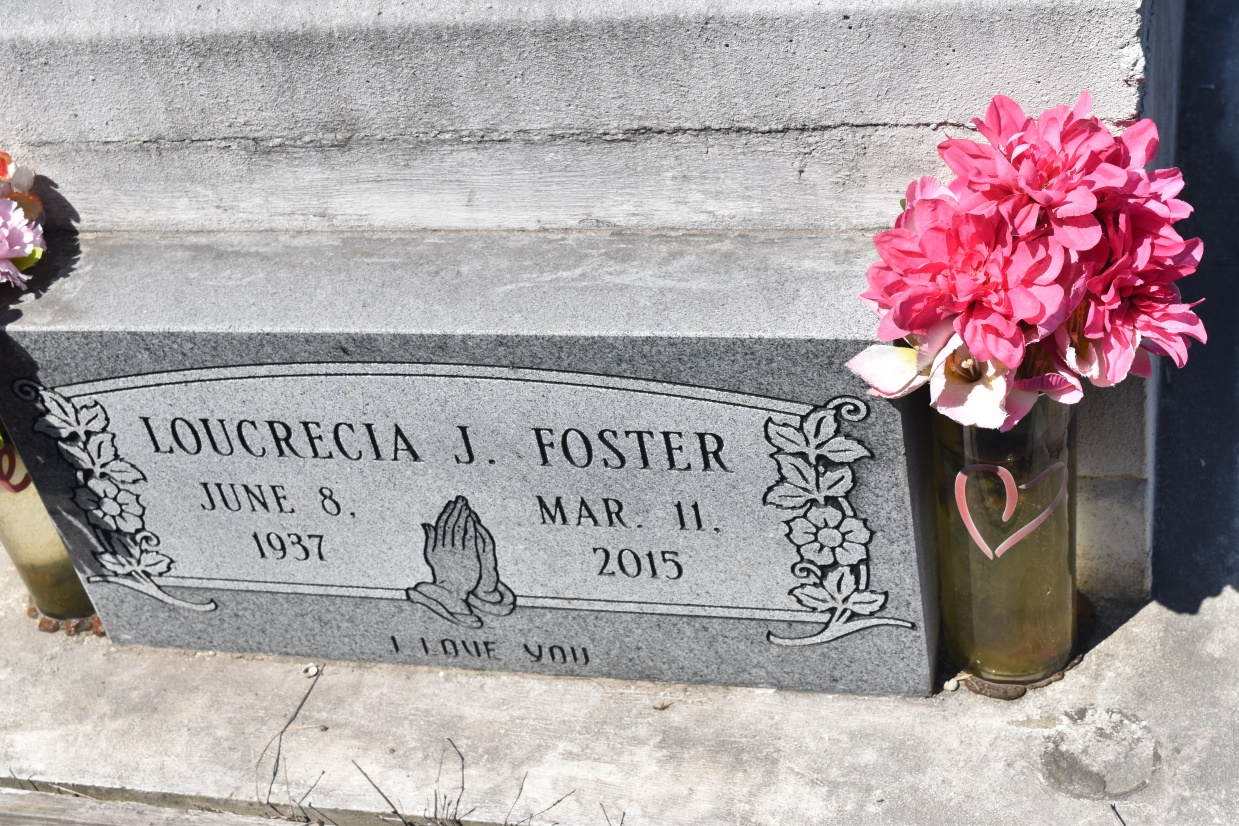 LOUCRECIA J. FOSTER
JUNE 8, MAR. 11,
1937 2015
I LOVE YOU